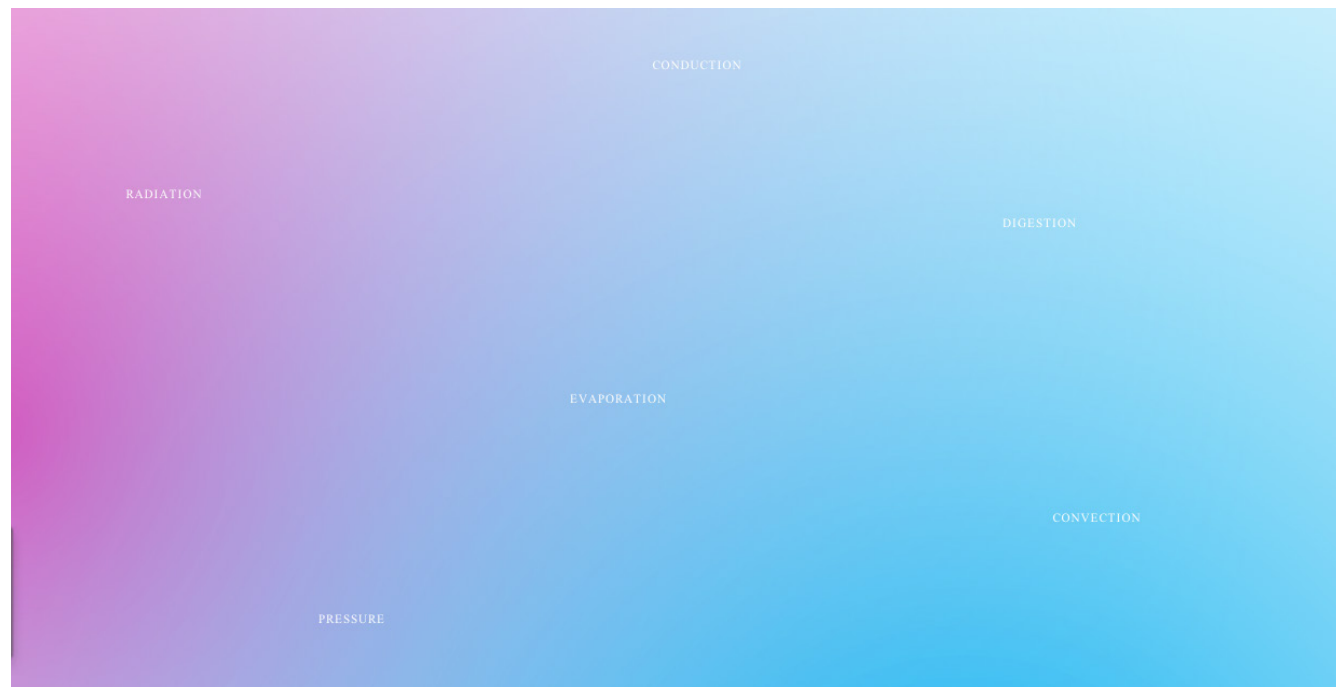 CONDUCTION
RADIATION
DIGESTION
EVAPORATION
CONVECTION
PRESSURE